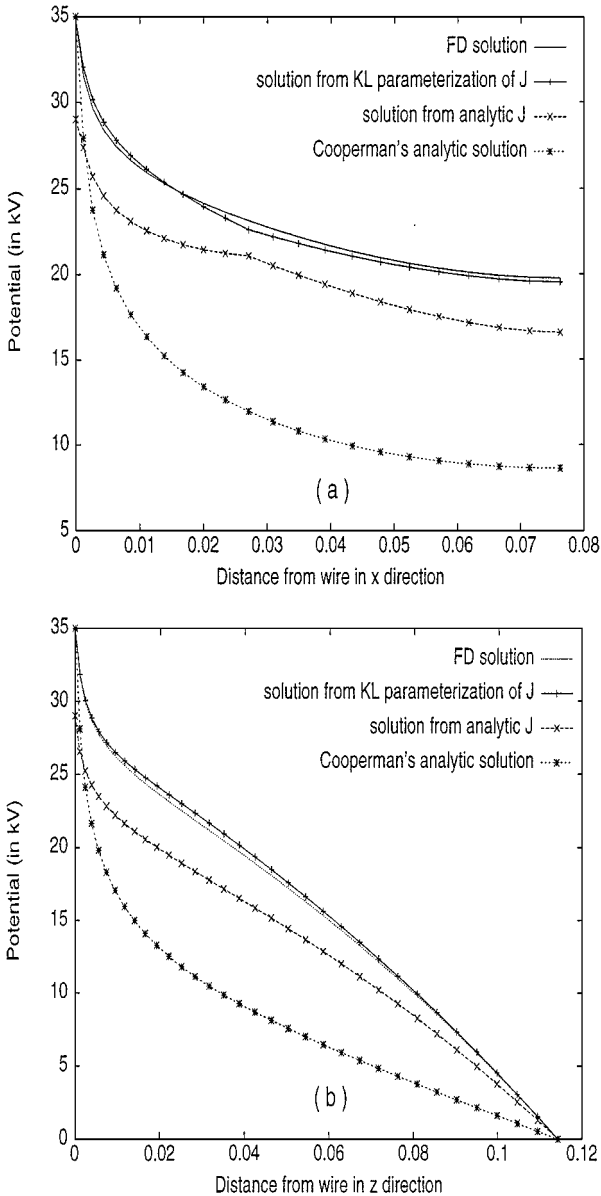 35
30
25
20
15
10
5
Potential (in kV)
FD solution
solution from KL parameterization of J
solution from analytic J
Cooperman's analytic solution
(a)
0 0.01 0.02 0.03 0.04 0.05 0.06 0.07 0.08
Distance from wire in x direction
35
30
25
20
15
10
5
0
Potential (in kV)
FD solution
solution from KL parameterization of J
solution from analytic J
Cooperman's analytic solution
(b)
0 0.02 0.04 0.06 0.08 0.1 0.12
Distance from wire in z direction